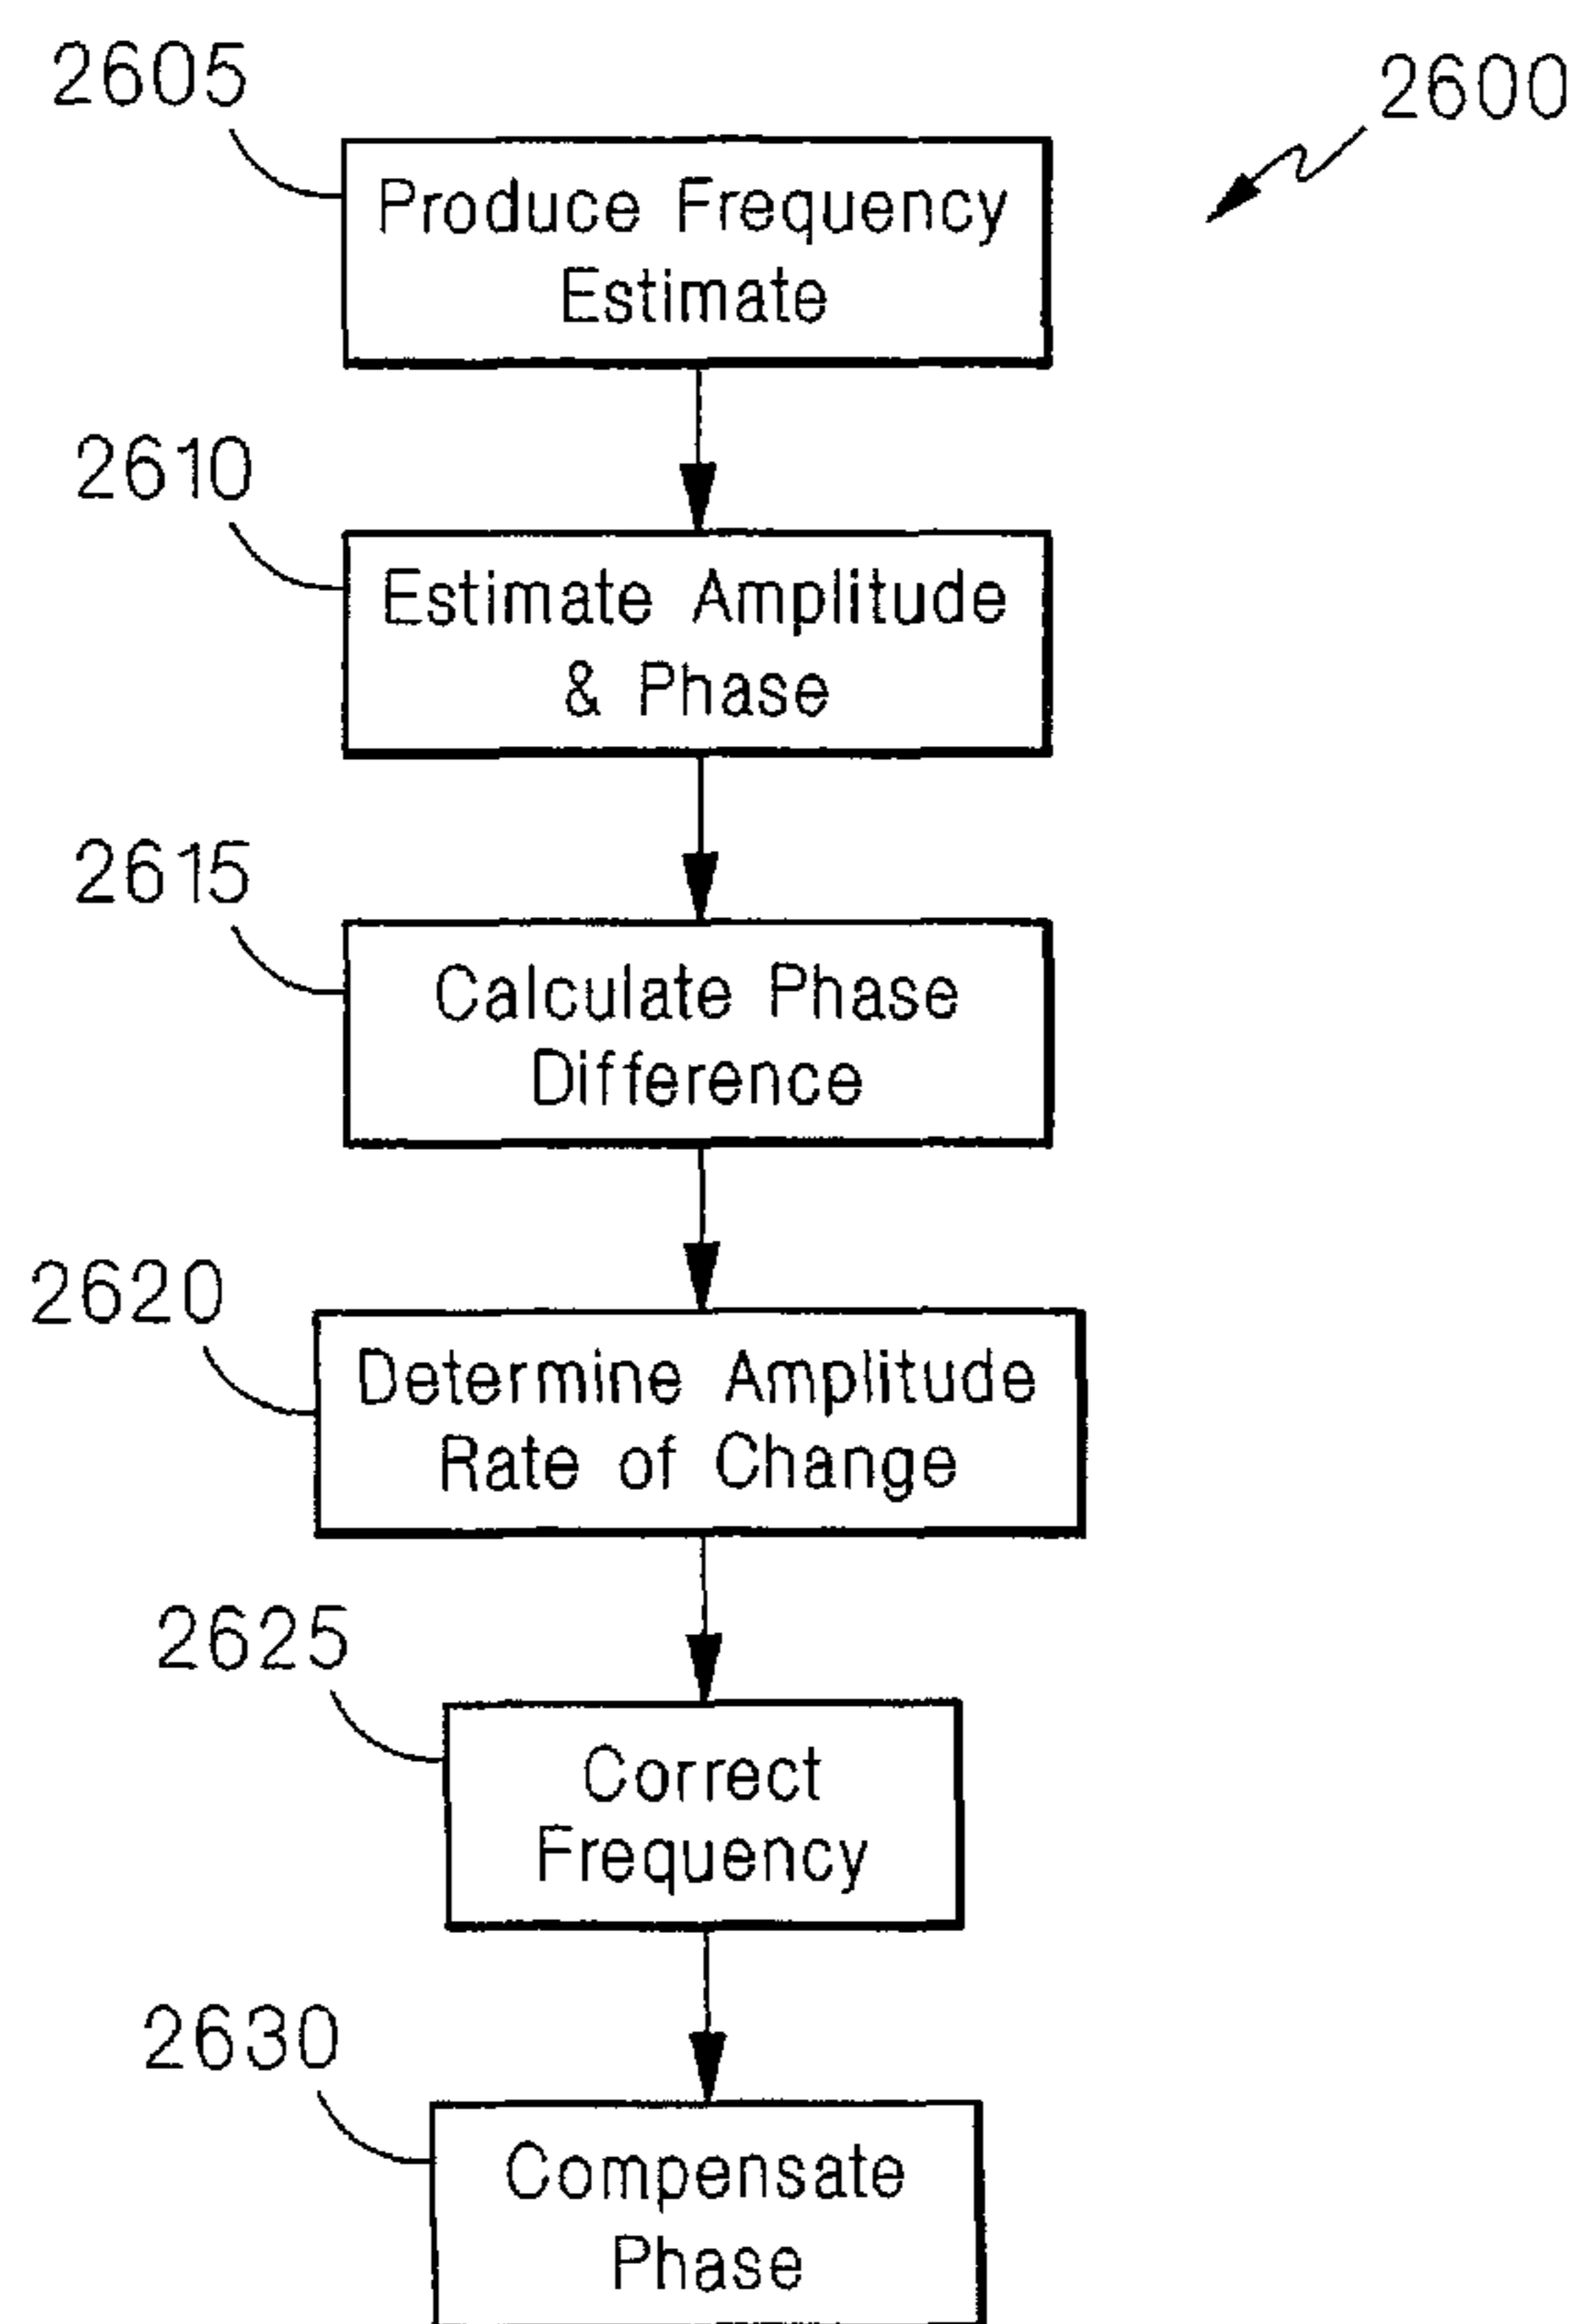 2605
2600
Produce Frequency
Estimate
2610
Estimate Amplitude
& Phase
2615
Calculate Phase
Difference
2620
Determine Amplitude
Rate of Change
2625
Correct
Frequency
2630
Compensate
Phase